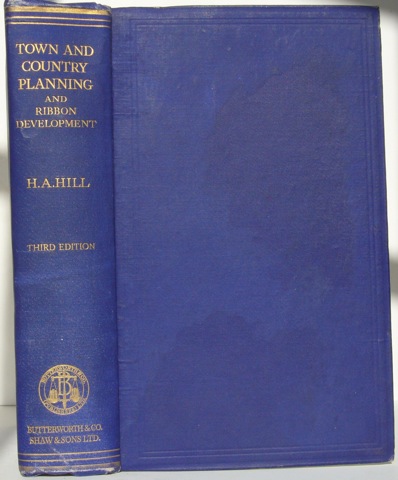 TOWN AND
COUNTRY
PLANNING
AND
RIBBON
DEVELOPMENT
H.A.HILL
THIRD EDITION
BUTTERWORTH & CO.
SHAW & SONS LTD.